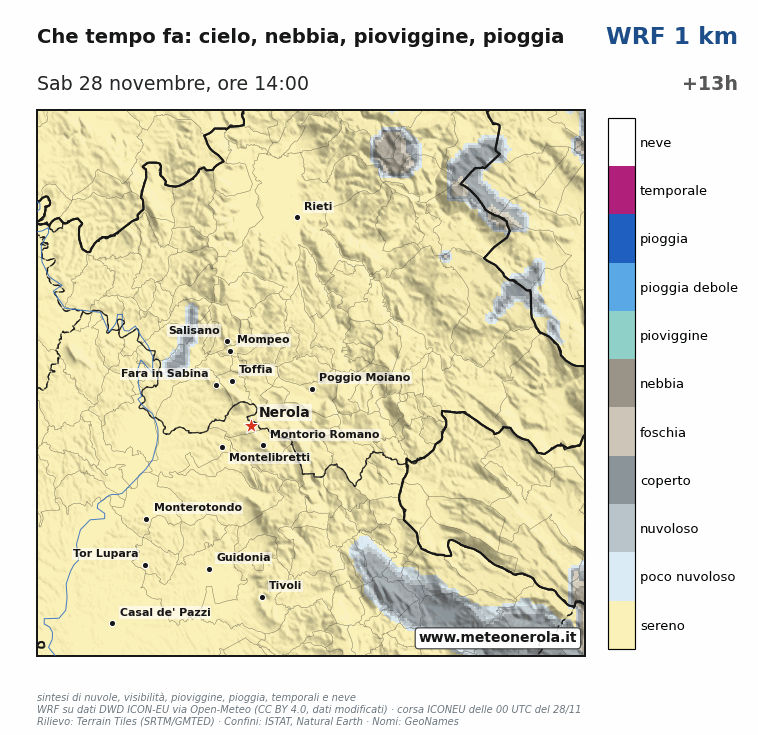 Che tempo fa: cielo, nebbia, pioviggine, pioggia
WRF 1 km
Sab 28 novembre, ore 14:00
+13h
neve
temporale
pioggia
pioggia debole
pioviggine
nebbia
foschia
coperto
nuvoloso
poco nuvoloso
sereno
Rieti
Salisano
Mompeo
Fara in Sabina
Toffia
Poggio Moiano
Nerola
Montorio Romano
Montelibretti
Monterotondo
Tor Lupara
Guidonia
Tivoli
Casal de' Pazzi
www.meteonerola.it
sintesi di nuvole, visibilità, pioviggine, pioggia, temporali e neve
WRF su dati DWD ICON-EU via Open-Meteo (CC BY 4.0, dati modificati) · corsa ICONEU delle 00 UTC del 28/11
Rilievo: Terrain Tiles (SRTM/GMTED) · Confini: ISTAT, Natural Earth · Nomi: GeoNames